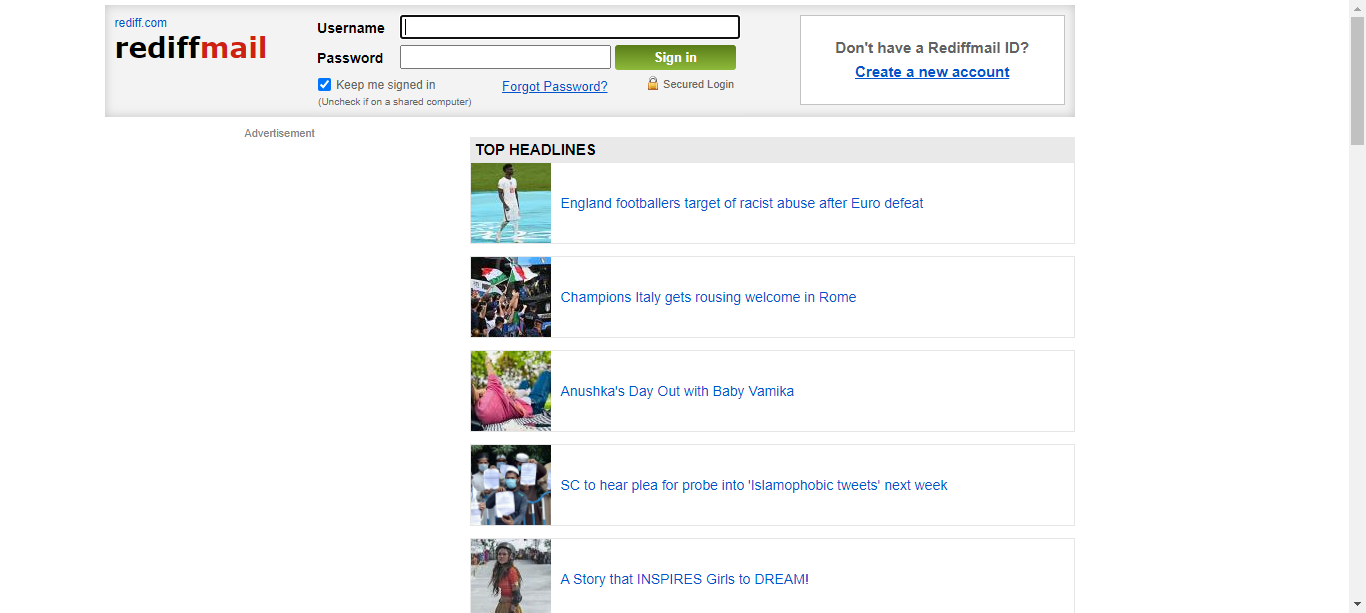 rediff.com
rediffmail
Username
Password
Sign in
Keep me signed in
(Uncheck if on a shared computer)
Forgot Password?
Secured Login
Don't have a Rediffmail ID?
Create a new account
Advertisement
TOP HEADLINES
England footballers target of racist abuse after Euro defeat
Champions Italy gets rousing welcome in Rome
Anushka's Day Out with Baby Vamika
SC to hear plea for probe into 'Islamophobic tweets' next week
A Story that INSPIRES Girls to DREAM!